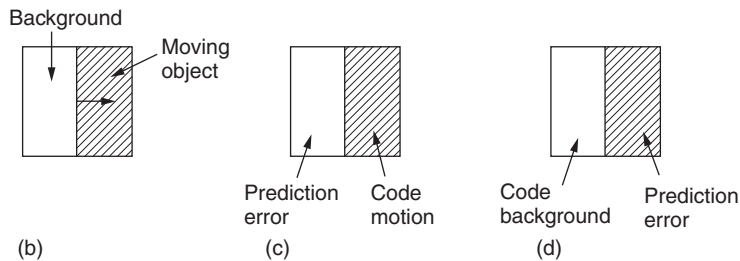 Background
Moving
object
Prediction
error
Code
motion
Code
background
Prediction
error
(b)
(c)
(d)